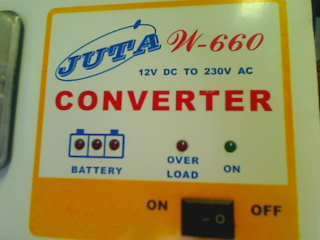 JUTA W-660
12V DC TO 230V AC
CONVERTER
BATTERY
OVER LOAD
ON
ON OFF
– O